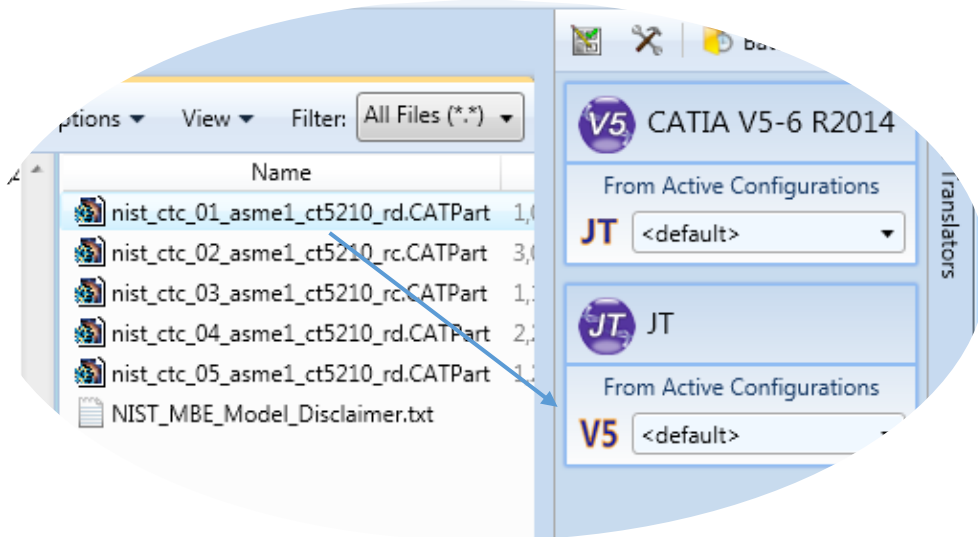 ptions View Filter: All Files (*.*)
Name
nist_ctc_01_asme1_ct5210_rd.CATPart
nist_ctc_02_asme1_ct5210_rc.CATPart
nist_ctc_03_asme1_ct5210_rc.CATPart
nist_ctc_04_asme1_ct5210_rd.CATPart
nist_ctc_05_asme1_ct5210_rd.CATPart
NIST_MBE_Model_Disclaimer.txt
V5 CATIA V5-6 R2014
From Active Configurations
JT <default>
JT JT
From Active Configurations
V5 <default>
Translators